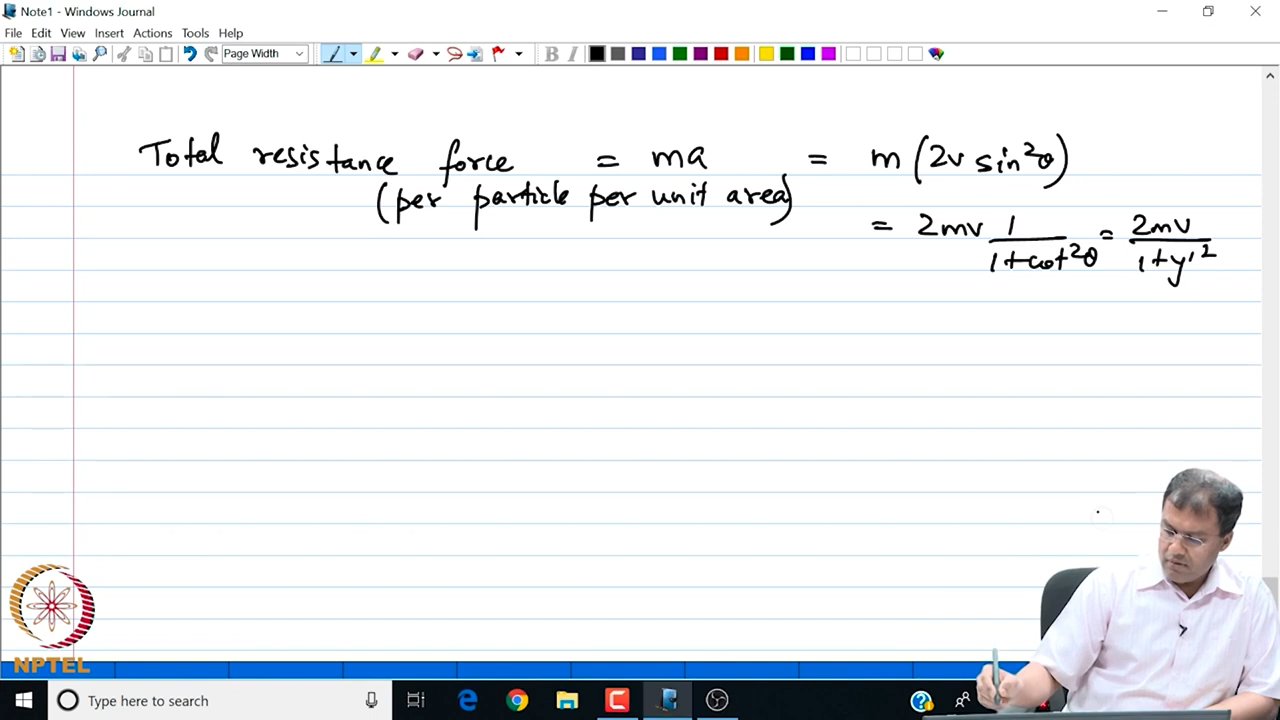 Note1 - Windows Journal
File Edit View Insert Actions Tools Help
Page Width B I
Total resistance force = ma = m (2v sin²θ)
(per particle per unit area)
= 2mv 1/(1+cot²θ) = 2mv/(1+y'²)
NPTEL
Type here to search